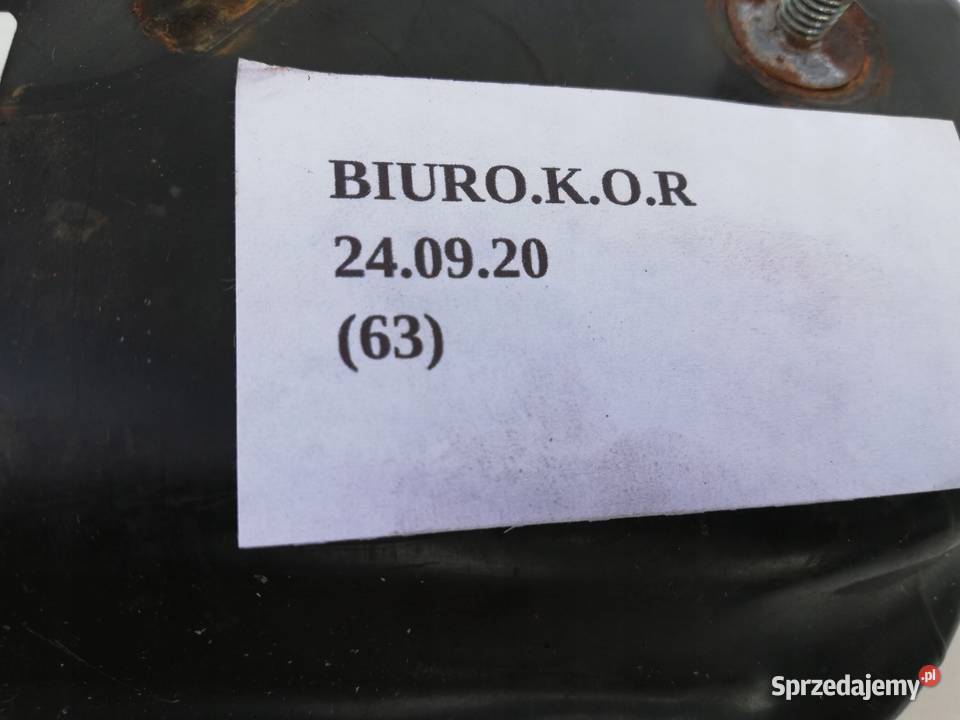 BIURO.K.O.R
24.09.20
(63)
Sprzedajemy.pl